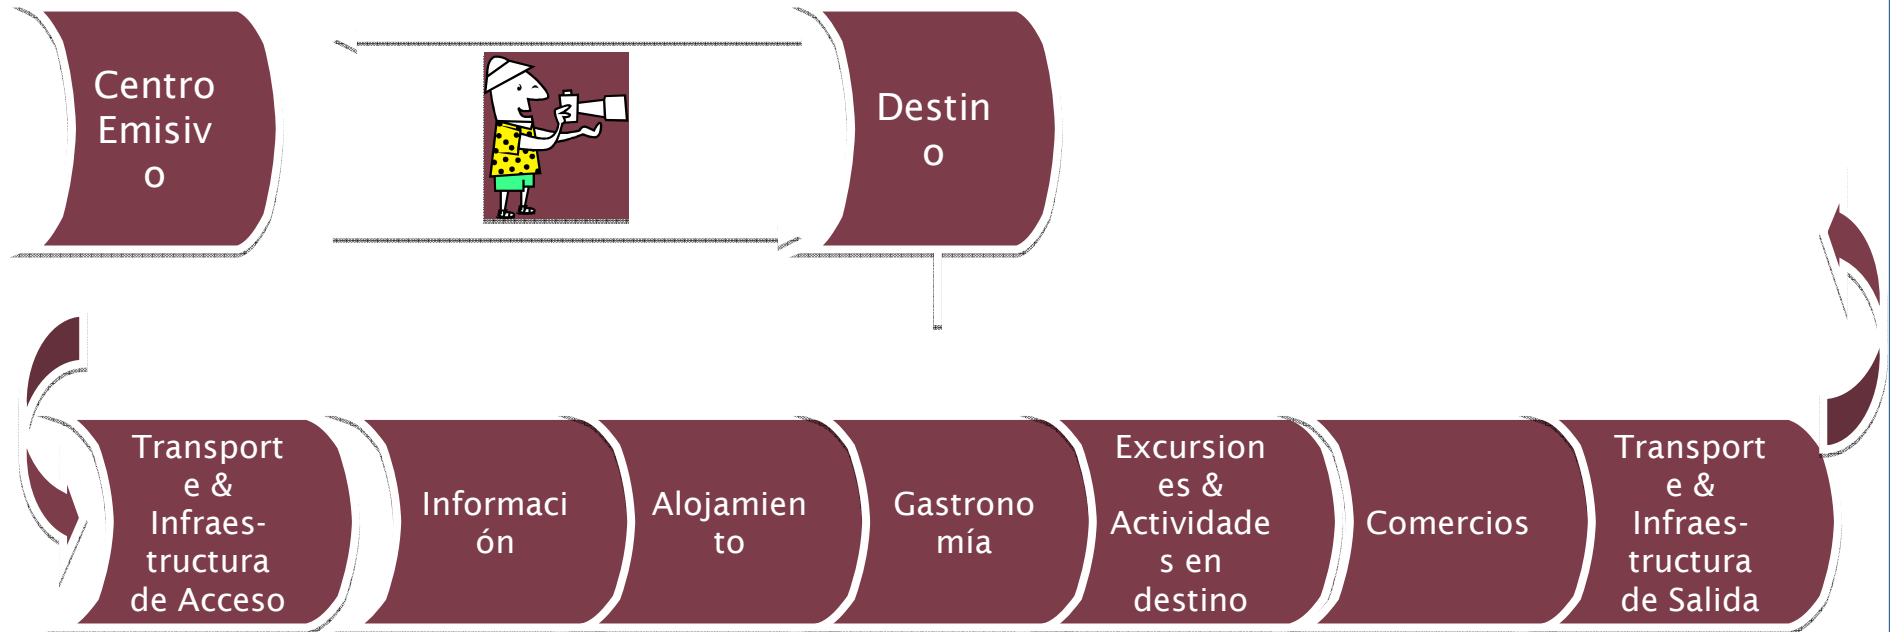 Centro
Emisiv
o
Destin
o
Transport
e &
Infraes-
tructura
de Acceso
Informaci
ón
Alojamien
to
Gastrono
mía
Excursion
es &
Actividade
s en
destino
Comercios
Transport
e &
Infraes-
tructura
de Salida